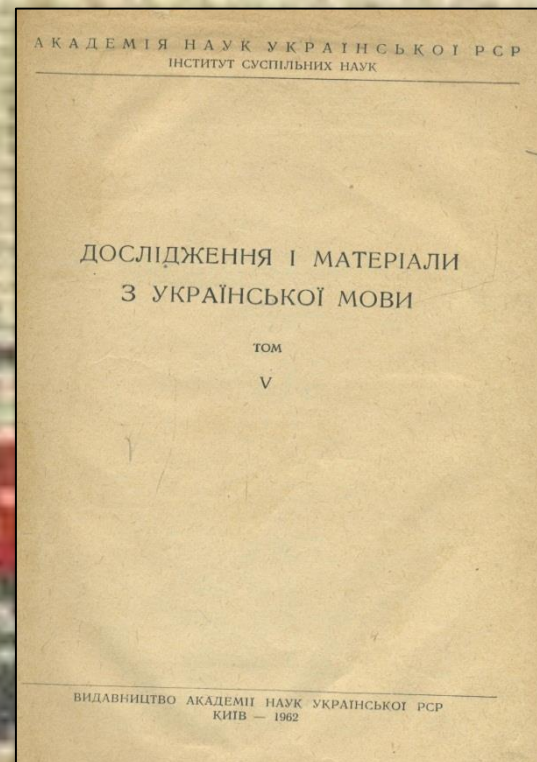 АКАДЕМІЯ НАУК УКРАЇНСЬКОЇ РСР
ІНСТИТУТ СУСПІЛЬНИХ НАУК
ДОСЛІДЖЕННЯ І МАТЕРІАЛИ
З УКРАЇНСЬКОЇ МОВИ
ТОМ
V
ВИДАВНИЦТВО АКАДЕМІЇ НАУК УКРАЇНСЬКОЇ РСР
КИЇВ — 1962